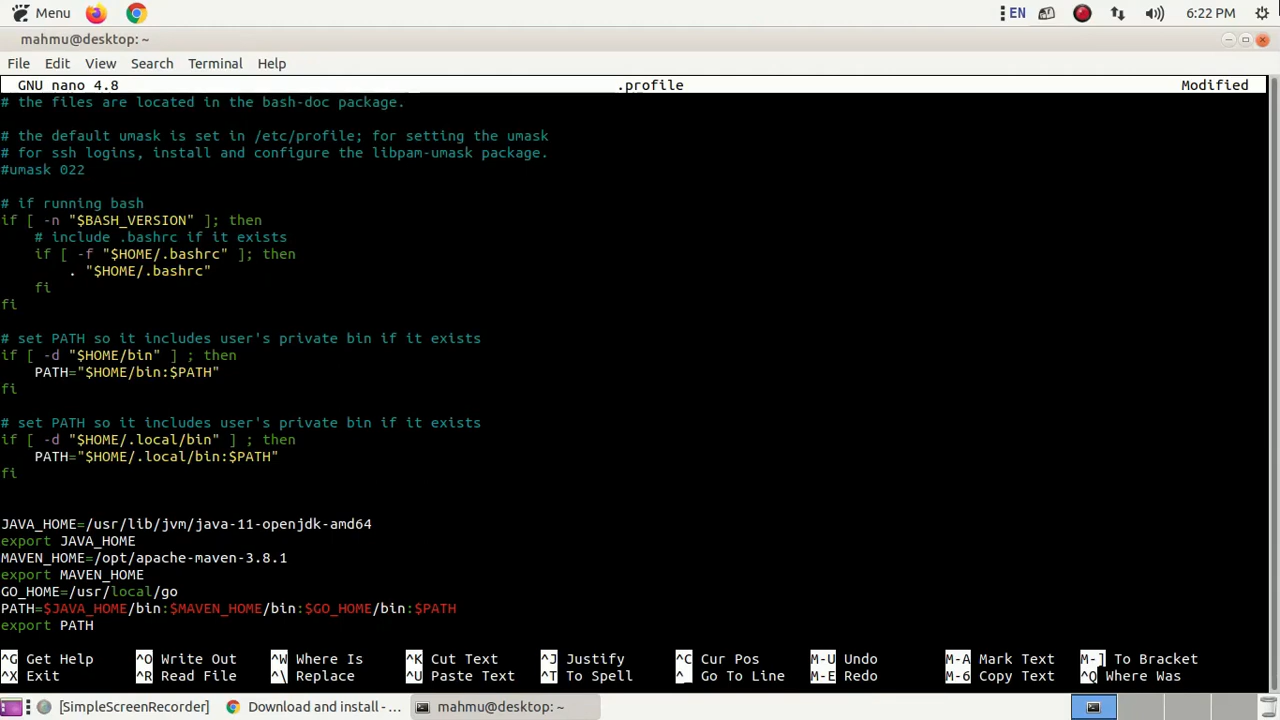 Menu EN 6:22 PM
mahmu@desktop: ~
File Edit View Search Terminal Help
GNU nano 4.8 .profile Modified
# the files are located in the bash-doc package.
# the default umask is set in /etc/profile; for setting the umask
# for ssh logins, install and configure the libpam-umask package.
#umask 022
# if running bash
if [ -n "$BASH_VERSION" ]; then
# include .bashrc if it exists
if [ -f "$HOME/.bashrc" ]; then
. "$HOME/.bashrc"
fi
fi
# set PATH so it includes user's private bin if it exists
if [ -d "$HOME/bin" ] ; then
PATH="$HOME/bin:$PATH"
fi
# set PATH so it includes user's private bin if it exists
if [ -d "$HOME/.local/bin" ] ; then
PATH="$HOME/.local/bin:$PATH"
fi
JAVA_HOME=/usr/lib/jvm/java-11-openjdk-amd64
export JAVA_HOME
MAVEN_HOME=/opt/apache-maven-3.8.1
export MAVEN_HOME
GO_HOME=/usr/local/go
PATH=$JAVA_HOME/bin:$MAVEN_HOME/bin:$GO_HOME/bin:$PATH
export PATH
^G Get Help ^O Write Out ^W Where Is ^K Cut Text ^J Justify ^C Cur Pos M-U Undo M-A Mark Text M-] To Bracket
^X Exit ^R Read File ^\ Replace ^U Paste Text ^T To Spell ^_ Go To Line M-E Redo M-6 Copy Text ^Q Where Was
[SimpleScreenRecorder] Download and install - ... mahmu@desktop: ~